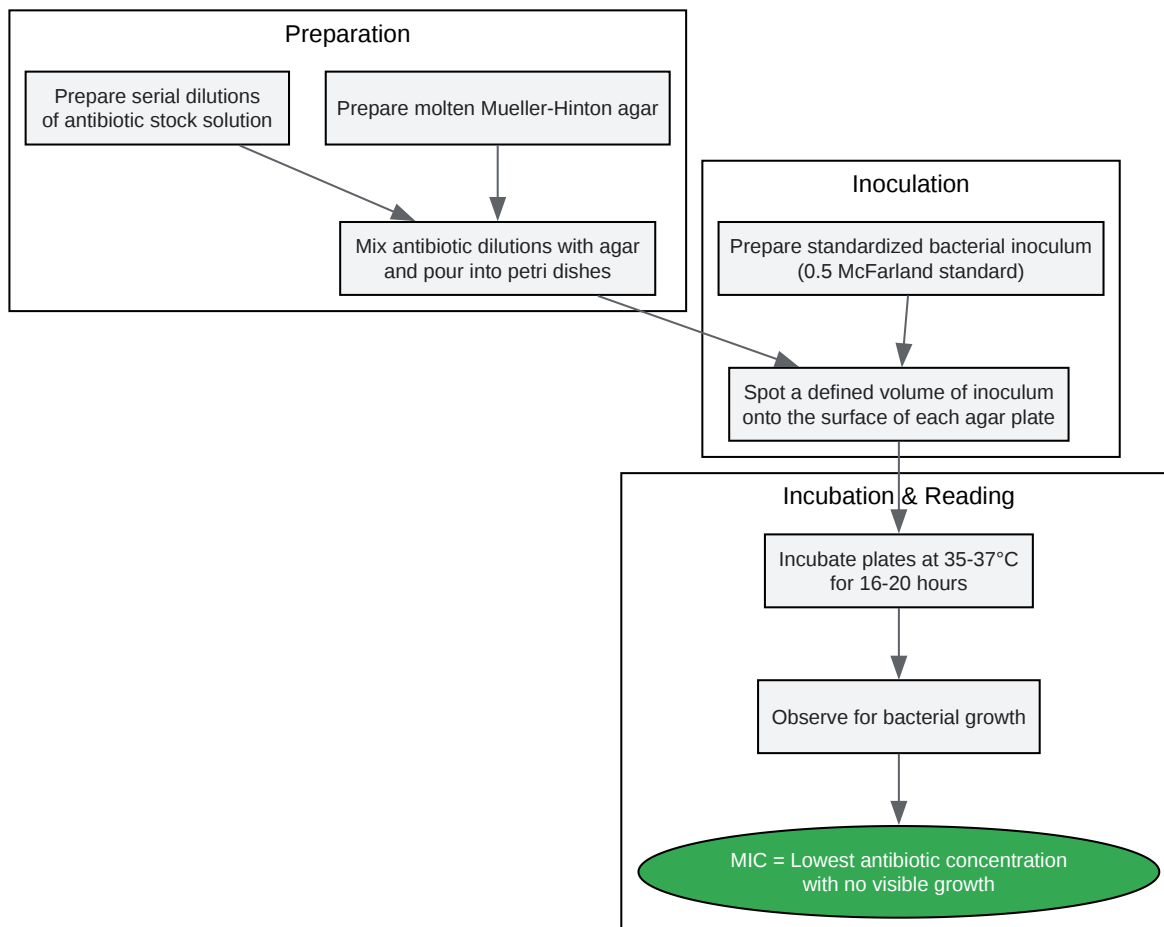 Preparation
Prepare serial dilutions
of antibiotic stock solution
Prepare molten Mueller-Hinton agar
Mix antibiotic dilutions with agar
and pour into petri dishes
Inoculation
Prepare standardized bacterial inoculum
(0.5 McFarland standard)
Spot a defined volume of inoculum
onto the surface of each agar plate
Incubation & Reading
Incubate plates at 35-37°C
for 16-20 hours
Observe for bacterial growth
MIC = Lowest antibiotic concentration
with no visible growth